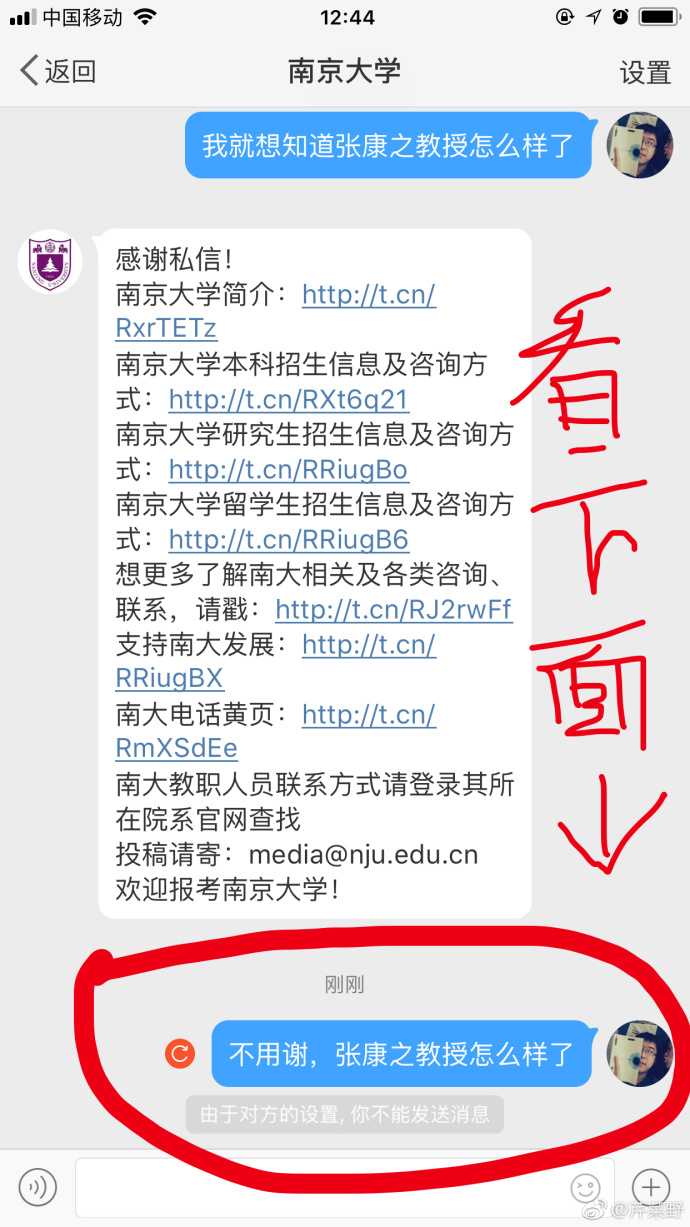 中国移动 12:44
返回 南京大学 设置
我就想知道张康之教授怎么样了
感谢私信！
南京大学简介：http://t.cn/
RxrTETz
南京大学本科招生信息及咨询方
式：http://t.cn/RXt6q21
南京大学研究生招生信息及咨询方
式：http://t.cn/RRiugBo
南京大学留学生招生信息及咨询方
式：http://t.cn/RRiugB6
想更多了解南大相关及各类咨询、
联系，请戳：http://t.cn/RJ2rwFf
支持南大发展：http://t.cn/
RRiugBX
南大电话黄页：http://t.cn/
RmXSdEe
南大教职人员联系方式请登录其所
在院系官网查找
投稿请寄：media@nju.edu.cn
欢迎报考南京大学！
看下面
刚刚
不用谢，张康之教授怎么样了
由于对方的设置, 你不能发送消息
@芹菜野